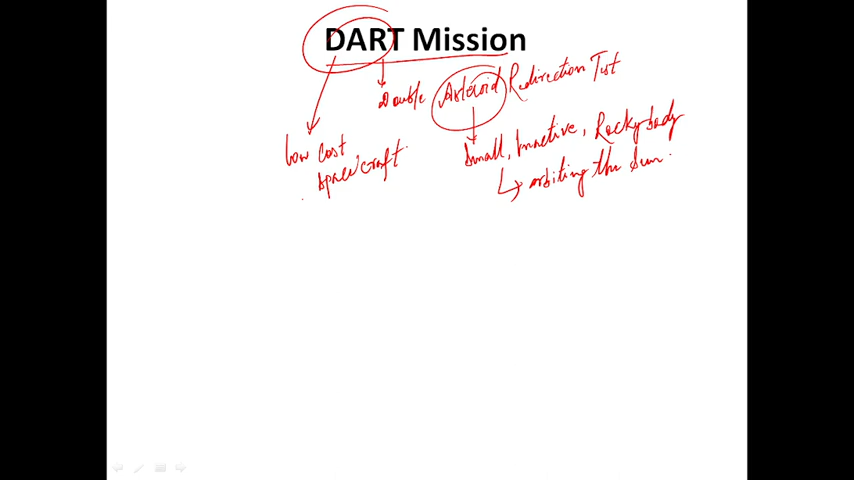 DART Mission
Double Asteroid Redirection Test
Low cost
spacecraft
Small, Inactive, Rocky body
orbiting the Sun.